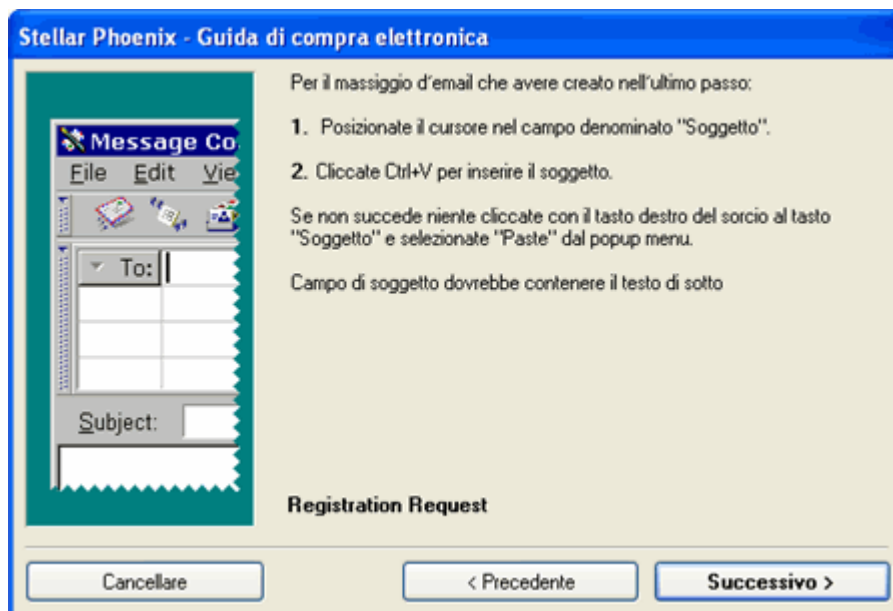 Stellar Phoenix - Guida di compra elettronica
Per il massiggio d'email che avere creato nell'ultimo passo:
1. Posizionate il cursore nel campo denominato "Soggetto".
2. Cliccate Ctrl+V per inserire il soggetto.
Se non succede niente cliccate con il tasto destro del sorcio al tasto
"Soggetto" e selezionate "Paste" dal popup menu.
Campo di soggetto dovrebbe contenere il testo di sotto
Message Co
File Edit Vie
To:
Subject:
Registration Request
Cancellare
< Precedente
Successivo >